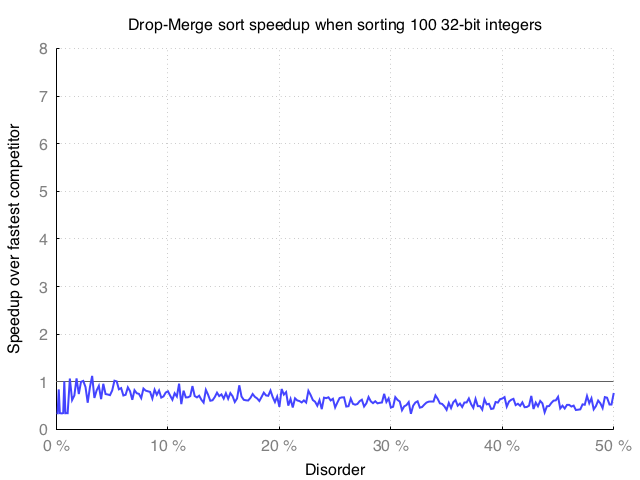 Drop-Merge sort speedup when sorting 100 32-bit integers
8
7
6
5
4
3
2
1
0
Speedup over fastest competitor
0 % 10 % 20 % 30 % 40 % 50 %
Disorder